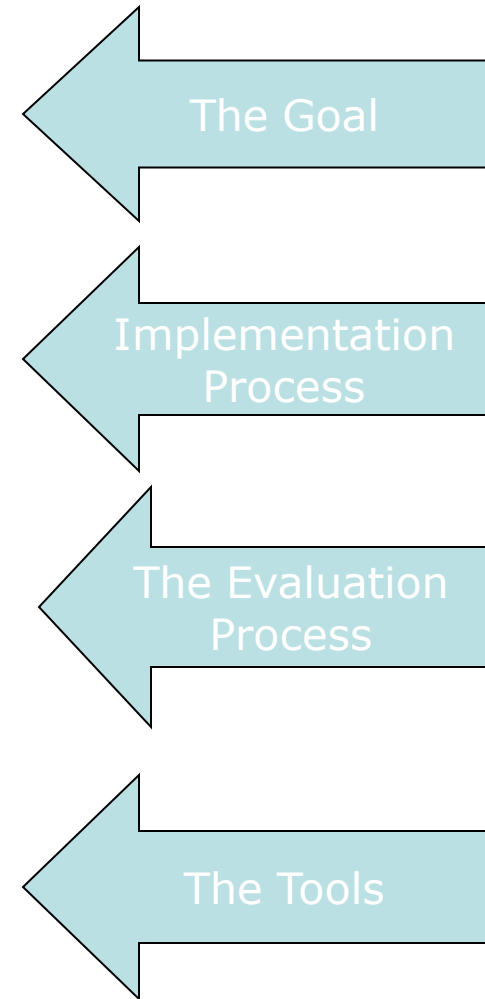 The Goal
Implementation
Process
The Evaluation
Process
The Tools